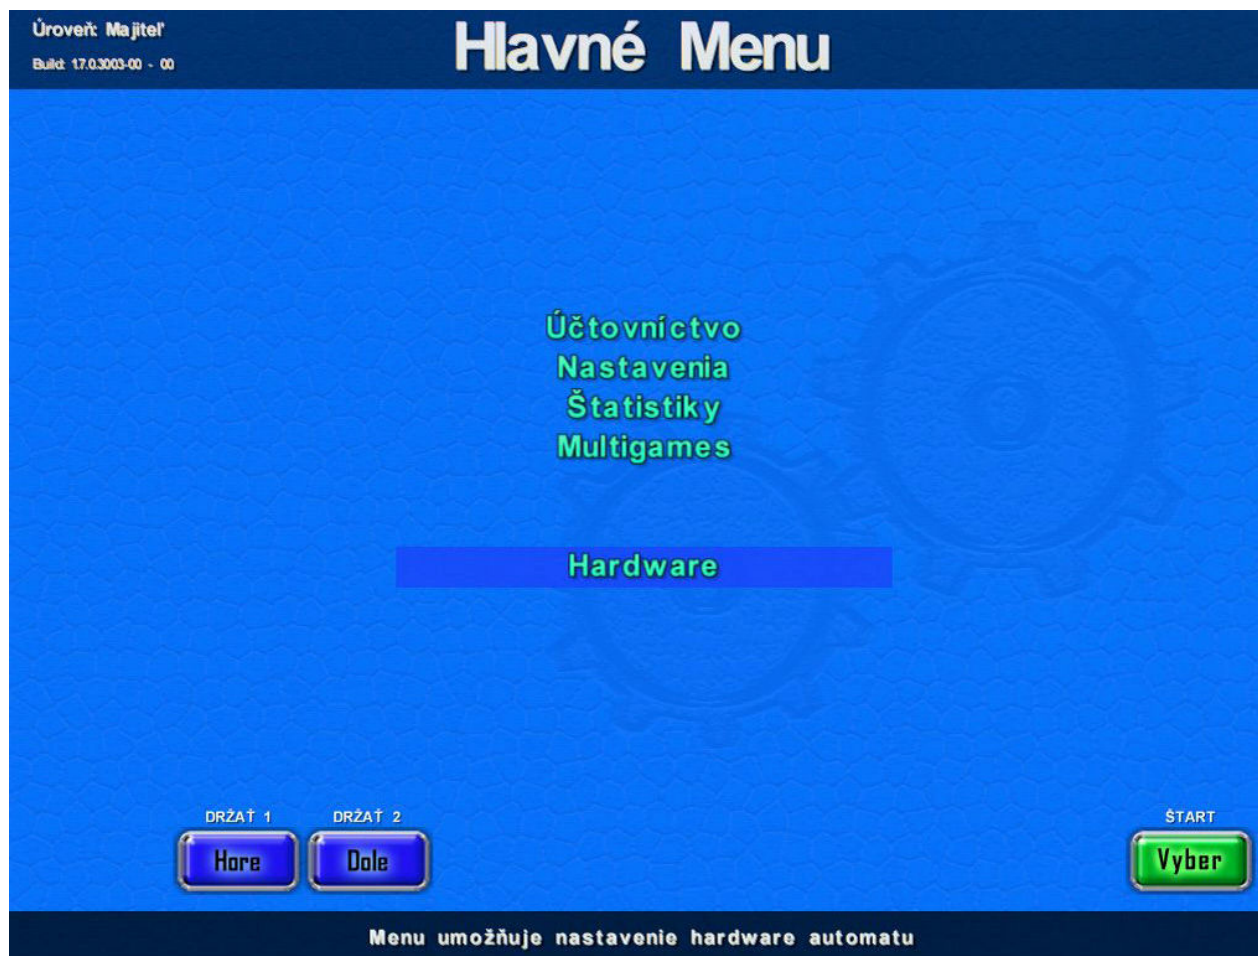 Úroveň: Majiteľ
Build: 17.0.3003-00 - 00
Hlavné Menu
Účtovníctvo
Nastavenia
Štatistiky
Multigames
Hardware
DRŽAŤ 1
DRŽAŤ 2
ŠTART
Hore
Dole
Vyber
Menu umožňuje nastavenie hardware automatu